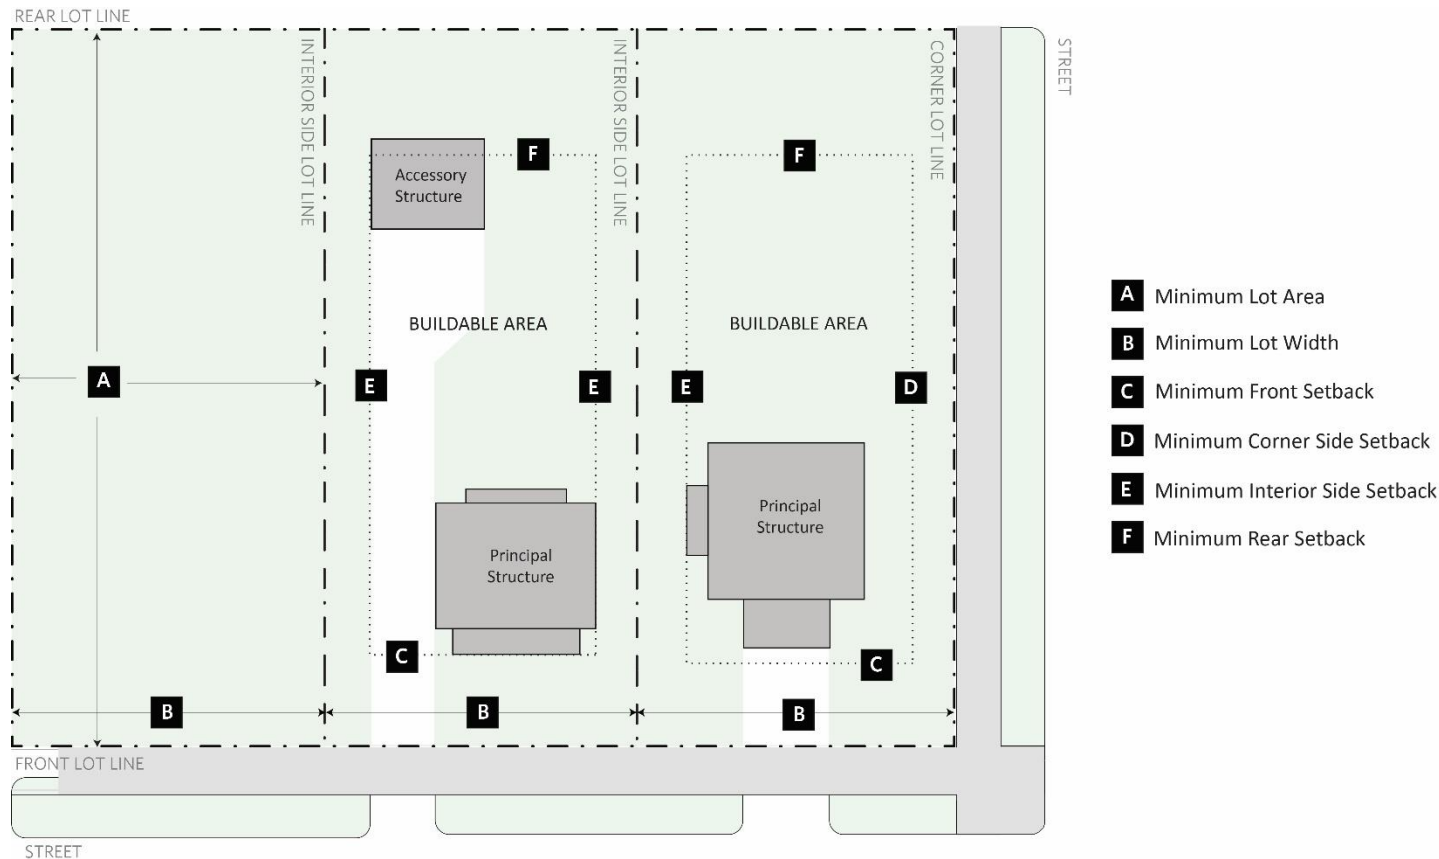 REAR LOT LINE
INTERIOR SIDE LOT LINE
INTERIOR SIDE LOT LINE
CORNER LOT LINE
STREET
F
F
Accessory
Structure
BUILDABLE AREA
BUILDABLE AREA
A
E
E
E
D
Principal
Structure
Principal
Structure
C
C
B
B
B
FRONT LOT LINE
STREET
A Minimum Lot Area
B Minimum Lot Width
C Minimum Front Setback
D Minimum Corner Side Setback
E Minimum Interior Side Setback
F Minimum Rear Setback